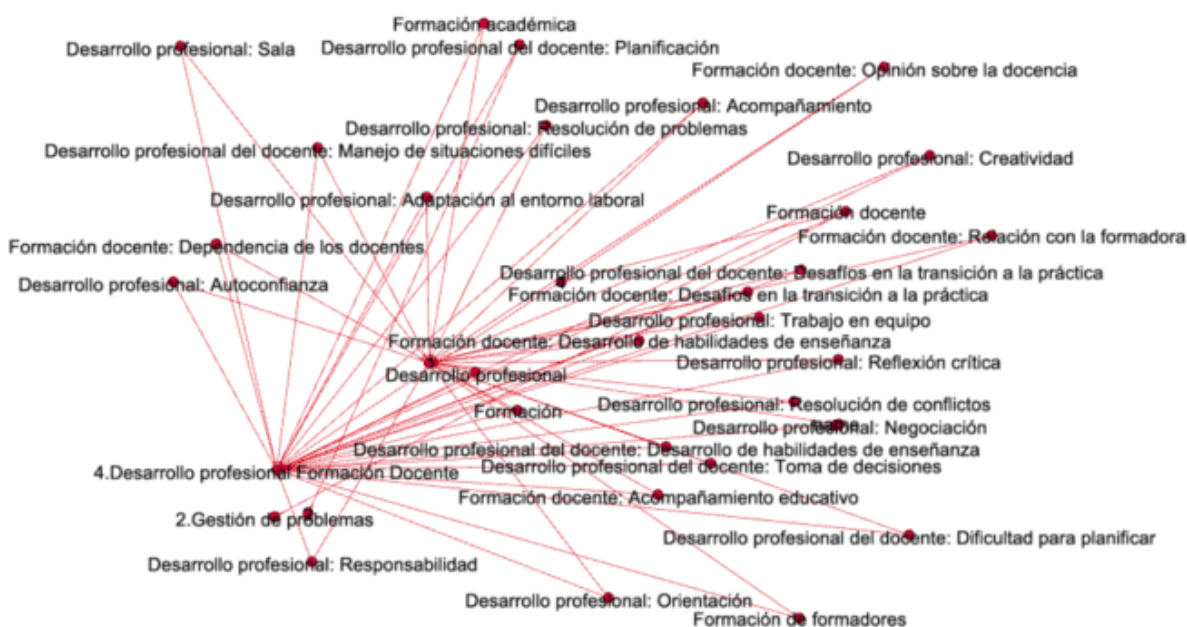 Formación académica
Desarrollo profesional: Sala
Desarrollo profesional del docente: Planificación
Formación docente: Opinión sobre la docencia
Desarrollo profesional: Acompañamiento
Desarrollo profesional: Resolución de problemas
Desarrollo profesional del docente: Manejo de situaciones difíciles
Desarrollo profesional: Creatividad
Desarrollo profesional: Adaptación al entorno laboral
Formación docente
Formación docente: Relación con la formadora
Formación docente: Dependencia de los docentes
Desarrollo profesional del docente: Desafíos en la transición a la práctica
Desarrollo profesional: Autoconfianza
Formación docente: Desafíos en la transición a la práctica
Desarrollo profesional: Trabajo en equipo
Formación docente: Desarrollo de habilidades de enseñanza
Desarrollo profesional: Reflexión crítica
Desarrollo profesional
Desarrollo profesional: Resolución de conflictos
Formación
Desarrollo profesional: Negociación
Desarrollo profesional del docente: Desarrollo de habilidades de enseñanza
4.Desarrollo profesional Formación Docente
Desarrollo profesional del docente: Toma de decisiones
Formación docente: Acompañamiento educativo
2.Gestión de problemas
Desarrollo profesional del docente: Dificultad para planificar
Desarrollo profesional: Responsabilidad
Desarrollo profesional: Orientación
Formación de formadores